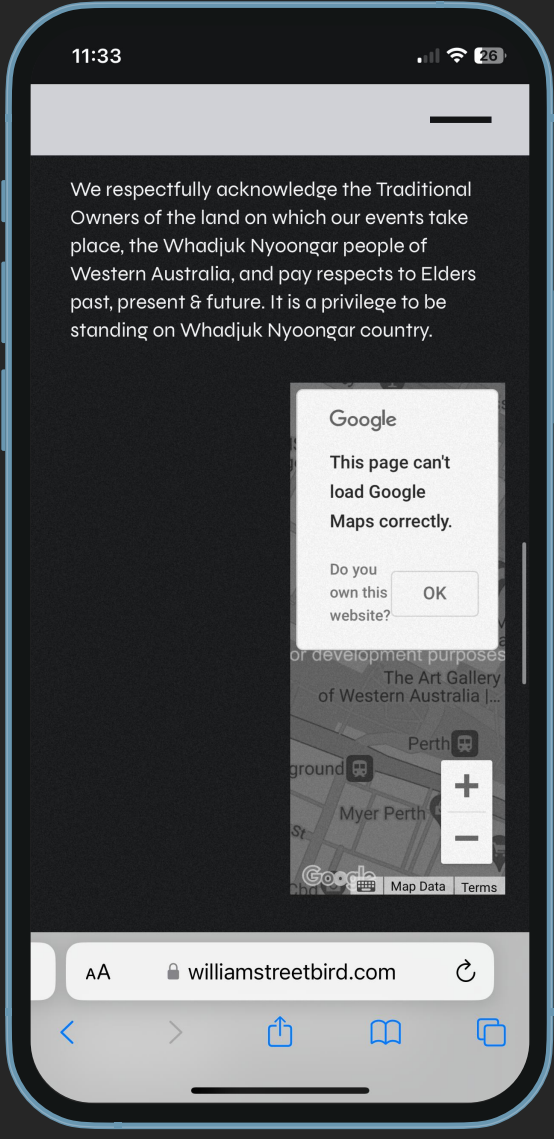 11:33
26
We respectfully acknowledge the Traditional
Owners of the land on which our events take
place, the Whadjuk Nyoongar people of
Western Australia, and pay respects to Elders
past, present & future. It is a privilege to be
standing on Whadjuk Nyoongar country.
Google
This page can't
load Google
Maps correctly.
Do you
own this
website?
OK
or development purposes
The Art Gallery
of Western Australia |...
Perth
ground
Myer Perth
St
Google
Cbd
Map Data
Terms
AA
williamstreetbird.com